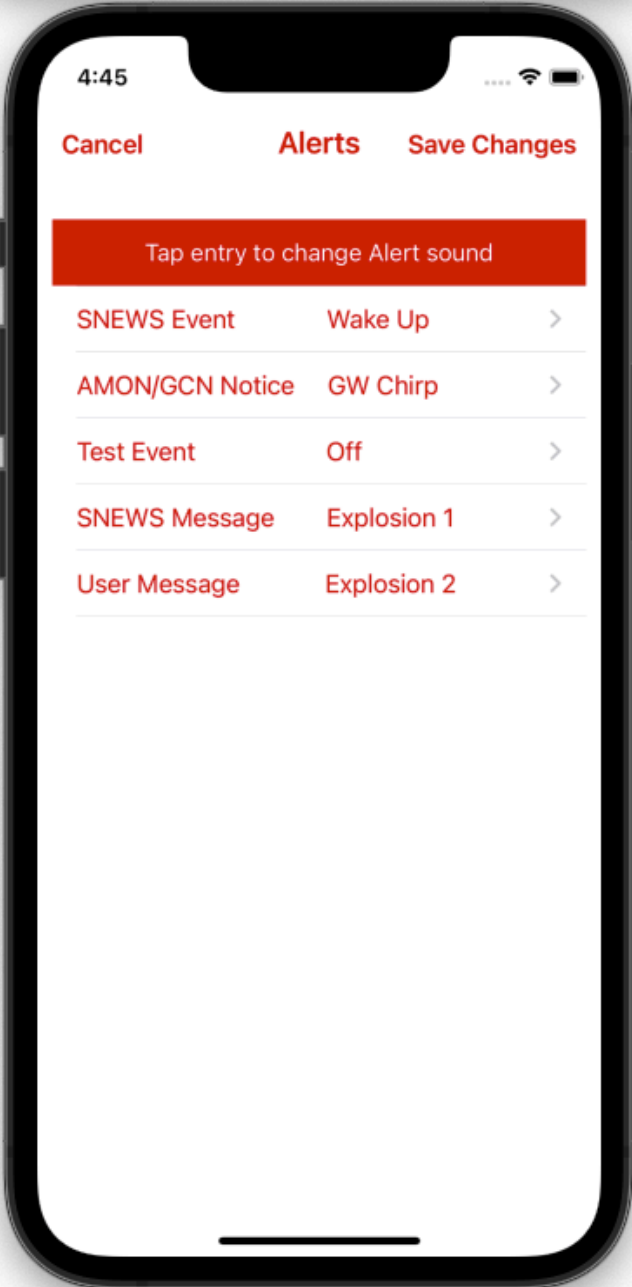 4:45
Cancel Alerts Save Changes
Tap entry to change Alert sound
SNEWS Event Wake Up
AMON/GCN Notice GW Chirp
Test Event Off
SNEWS Message Explosion 1
User Message Explosion 2